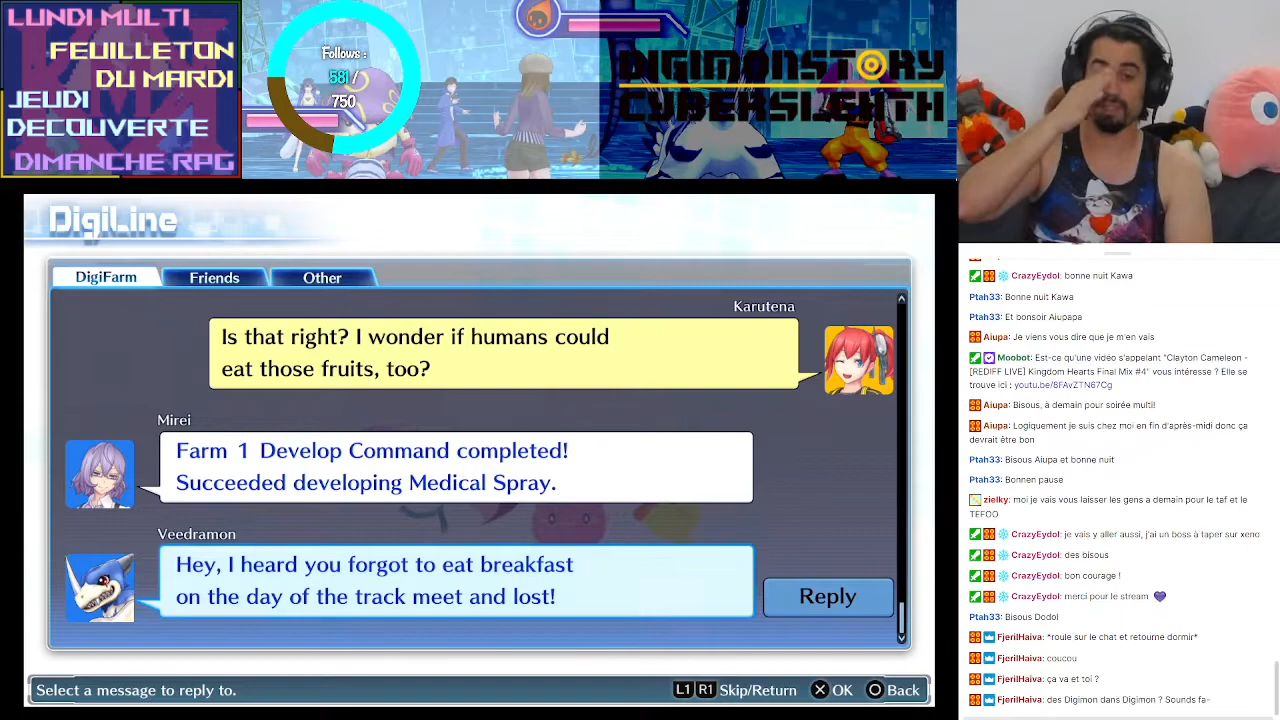 LUNDI MULTI
FEUILLETON
DU MARDI
JEUDI
DECOUVERTE
DIMANCHE RPG
Follows :
581 /
750
DIGIMONSTORY
CYBERSLEUTH
DigiLine
DigiFarm
Friends
Other
Karutena
Is that right? I wonder if humans could
eat those fruits, too?
Mirei
Farm 1 Develop Command completed!
Succeeded developing Medical Spray.
Veedramon
Hey, I heard you forgot to eat breakfast
on the day of the track meet and lost!
Reply
Select a message to reply to.
L1 R1 Skip/Return
OK
Back
CrazyEydol: bonne nuit Kawa
Ptah33: Bonne nuit Kawa
Ptah33: Et bonsoir Aiupapa
Aiupa: Je viens vous dire que je m'en vais
Moobot: Est-ce qu'une vidéo s'appelant "Clayton Cameleon -
[REDIFF LIVE] Kingdom Hearts Final Mix #4" vous intéresse ? Elle se
trouve ici : youtu.be/8FAvZTN67Cg
Aiupa: Bisous, à demain pour soirée multi!
Aiupa: Logiquement je suis chez moi en fin d'après-midi donc ça
devrait être bon
Ptah33: Bisous Aiupa et bonne nuit
Ptah33: Bonnen pause
zielky: moi je vais vous laisser les gens a demain pour le taf et le
TEFOO
CrazyEydol: je vais y aller aussi, j'ai un boss à taper sur xeno
CrazyEydol: des bisous
CrazyEydol: bon courage !
CrazyEydol: merci pour le stream
Ptah33: Bisous Dodol
FjerilHaiva: *roule sur le chat et retourne dormir*
FjerilHaiva: coucou
FjerilHaiva: ça va et toi ?
FjerilHaiva: des Digimon dans Digimon ? Sounds fa-